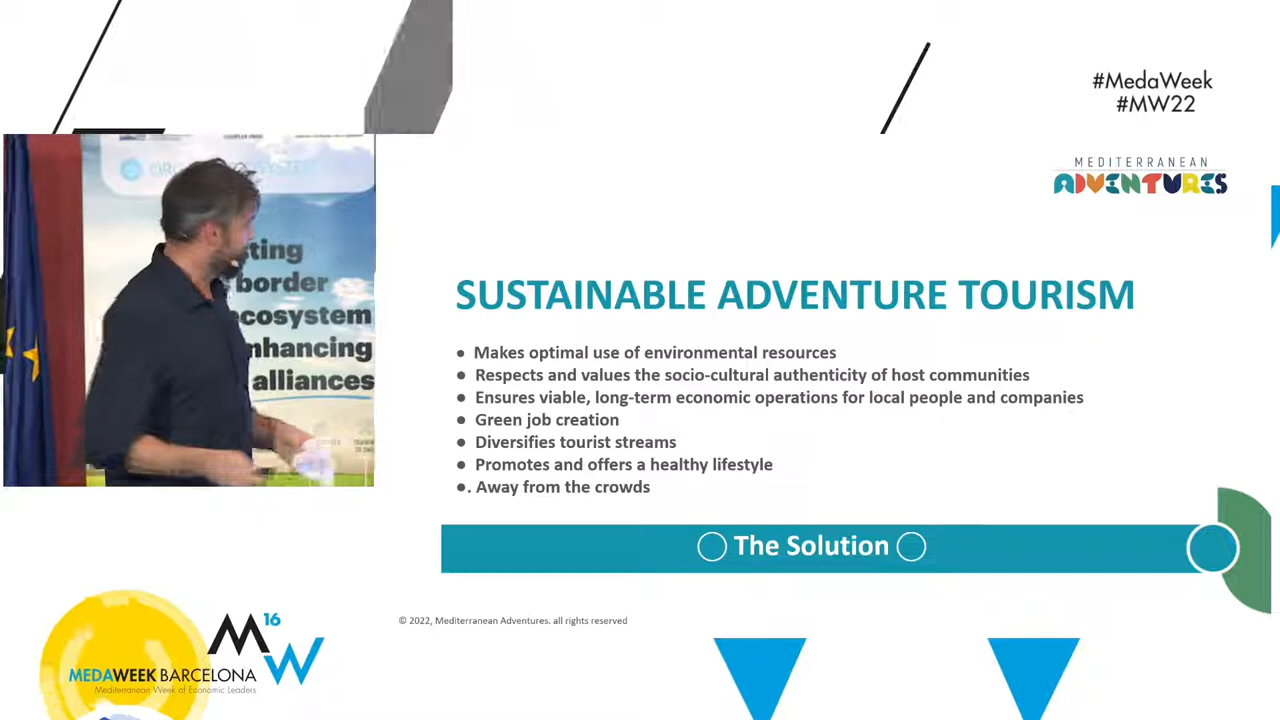 #MedaWeek
#MW22
MEDITERRANEAN
ADVENTURES
sting
border
cosystem
nhancing
alliances
SUSTAINABLE ADVENTURE TOURISM
● Makes optimal use of environmental resources
● Respects and values the socio-cultural authenticity of host communities
● Ensures viable, long-term economic operations for local people and companies
● Green job creation
● Diversifies tourist streams
● Promotes and offers a healthy lifestyle
●. Away from the crowds
The Solution
© 2022, Mediterranean Adventures. all rights reserved
MW16
MEDAWEEK BARCELONA
Mediterranean Week of Economic Leaders